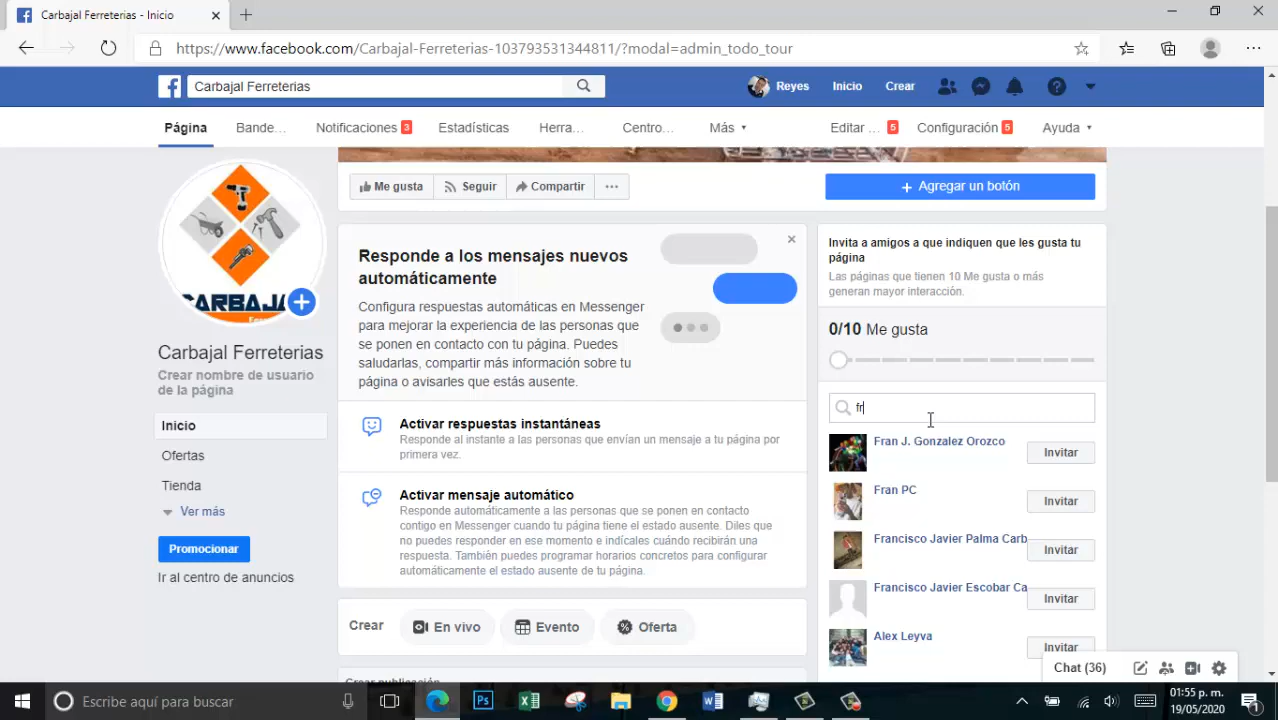 Carbajal Ferreterias - Inicio
https://www.facebook.com/Carbajal-Ferreterias-103793531344811/?modal=admin_todo_tour
Carbajal Ferreterias
Reyes
Inicio
Crear
Página
Bande...
Notificaciones 3
Estadísticas
Herra...
Centro...
Más
Editar ... 5
Configuración 5
Ayuda
Me gusta
Seguir
Compartir
Agregar un botón
CARBAJA
Carbajal Ferreterias
Crear nombre de usuario
de la página
Inicio
Ofertas
Tienda
Ver más
Promocionar
Ir al centro de anuncios
Responde a los mensajes nuevos
automáticamente
Configura respuestas automáticas en Messenger
para mejorar la experiencia de las personas que
se ponen en contacto con tu página. Puedes
saludarlas, compartir más información sobre tu
página o avisarles que estás ausente.
Activar respuestas instantáneas
Responde al instante a las personas que envían un mensaje a tu página por
primera vez.
Activar mensaje automático
Responde automáticamente a las personas que se ponen en contacto
contigo en Messenger cuando tu página tiene el estado ausente. Diles que
no puedes responder en ese momento e indícales cuándo recibirán una
respuesta. También puedes programar horarios concretos para configurar
automáticamente el estado ausente de tu página.
Crear
En vivo
Evento
Oferta
Crear publicación
Invita a amigos a que indiquen que les gusta tu
página
Las páginas que tienen 10 Me gusta o más
generan mayor interacción.
0/10 Me gusta
fr
Fran J. Gonzalez Orozco
Invitar
Fran PC
Invitar
Francisco Javier Palma Carb
Invitar
Francisco Javier Escobar Ca
Invitar
Alex Leyva
Invitar
Chat (36)
Escribe aquí para buscar
01:55 p. m.
19/05/2020
1